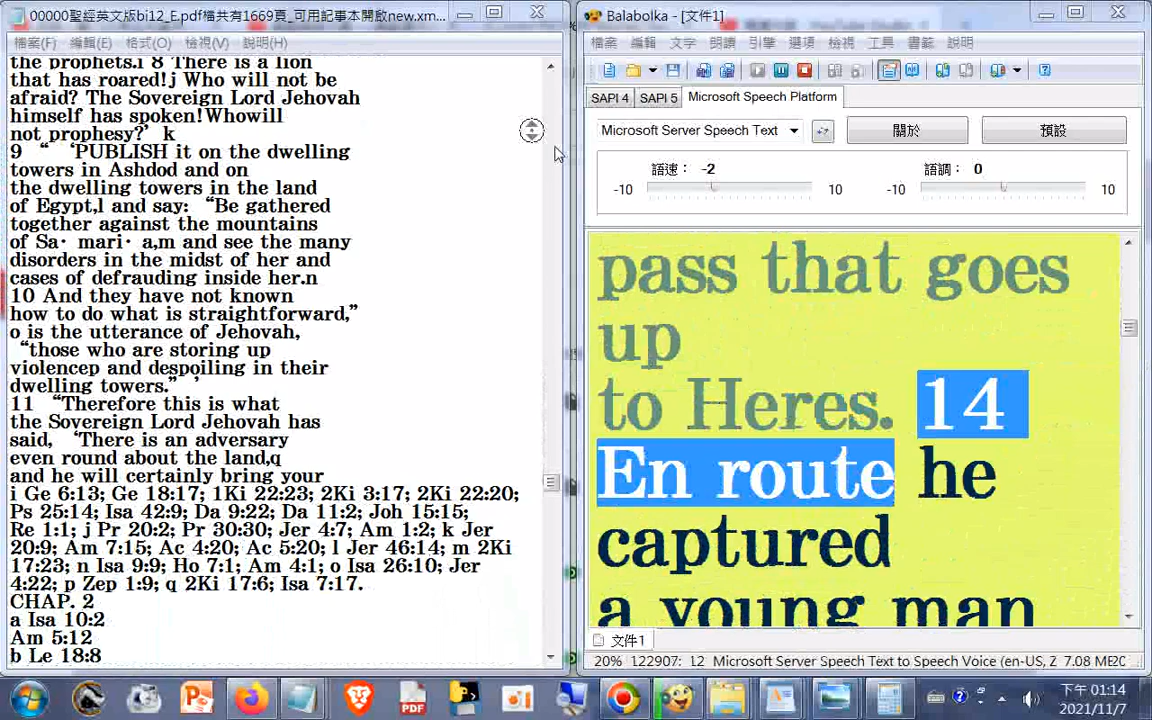 00000聖經英文版bi12_E.pdf檔共有1669頁_可用記事本開啟new.xm...
檔案(F) 編輯(E) 格式(O) 檢視(V) 說明(H)
the prophets.i 8 There is a lion
that has roared!j Who will not be
afraid? The Sovereign Lord Jehovah
himself has spoken!Whowill
not prophesy?’ k
9 “ ‘PUBLISH it on the dwelling
towers in Ashdod and on
the dwelling towers in the land
of Egypt,l and say: “Be gathered
together against the mountains
of Sa· mari· a,m and see the many
disorders in the midst of her and
cases of defrauding inside her.n
10 And they have not known
how to do what is straightforward,”
o is the utterance of Jehovah,
“those who are storing up
violencep and despoiling in their
dwelling towers.” ’
11 “Therefore this is what
the Sovereign Lord Jehovah has
said, ‘There is an adversary
even round about the land,q
and he will certainly bring your
i Ge 6:13; Ge 18:17; 1Ki 22:23; 2Ki 3:17; 2Ki 22:20;
Ps 25:14; Isa 42:9; Da 9:22; Da 11:2; Joh 15:15;
Re 1:1; j Pr 20:2; Pr 30:30; Jer 4:7; Am 1:2; k Jer
20:9; Am 7:15; Ac 4:20; Ac 5:20; l Jer 46:14; m 2Ki
17:23; n Isa 9:9; Ho 7:1; Am 4:1; o Isa 26:10; Jer
4:22; p Zep 1:9; q 2Ki 17:6; Isa 7:17.
CHAP. 2
a Isa 10:2
Am 5:12
b Le 18:8
Balabolka - [文件1]
檔案 編輯 文字 朗讀 引擎 選項 檢視 工具 書籤 說明
SAPI 4 SAPI 5 Microsoft Speech Platform
Microsoft Server Speech Text 關於 預設
語速: -2 語調: 0
-10 10 -10 10
pass that goes
up
to Heres. 14
En route he
captured
a young man
文件1
20% 122907: 12 Microsoft Server Speech Text to Speech Voice (en-US, Z 7.08 ME2C
PDF
下午 01:14
2021/11/7